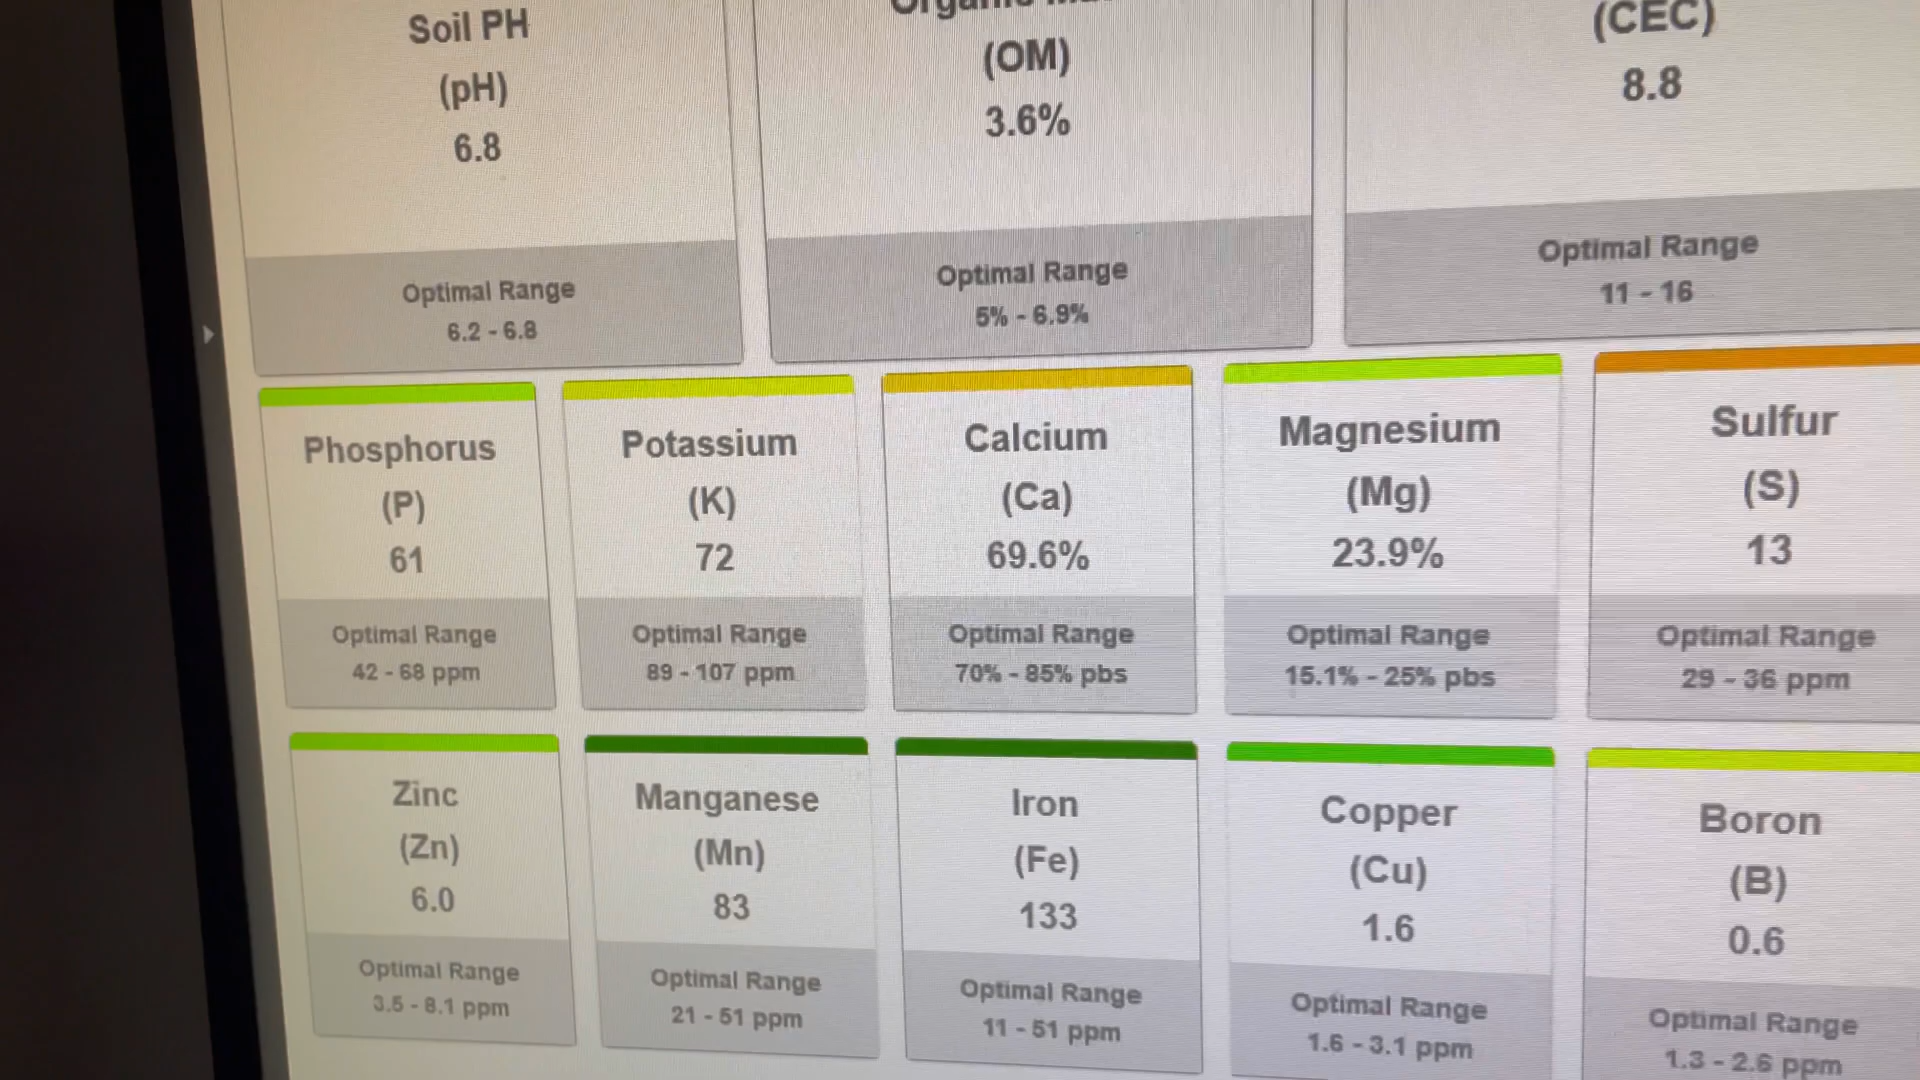 Soil PH
(pH)
6.8
Optimal Range
6.2 - 6.8
(OM)
3.6%
Optimal Range
5% - 6.9%
(CEC)
8.8
Optimal Range
11 - 16
Phosphorus
(P)
61
Optimal Range
42 - 68 ppm
Potassium
(K)
72
Optimal Range
89 - 107 ppm
Calcium
(Ca)
69.6%
Optimal Range
70% - 85% pbs
Magnesium
(Mg)
23.9%
Optimal Range
15.1% - 25% pbs
Sulfur
(S)
13
Optimal Range
29 - 36 ppm
Zinc
(Zn)
6.0
Optimal Range
3.5 - 8.1 ppm
Manganese
(Mn)
83
Optimal Range
21 - 51 ppm
Iron
(Fe)
133
Optimal Range
11 - 51 ppm
Copper
(Cu)
1.6
Optimal Range
1.6 - 3.1 ppm
Boron
(B)
0.6
Optimal Range
1.3 - 2.6 ppm